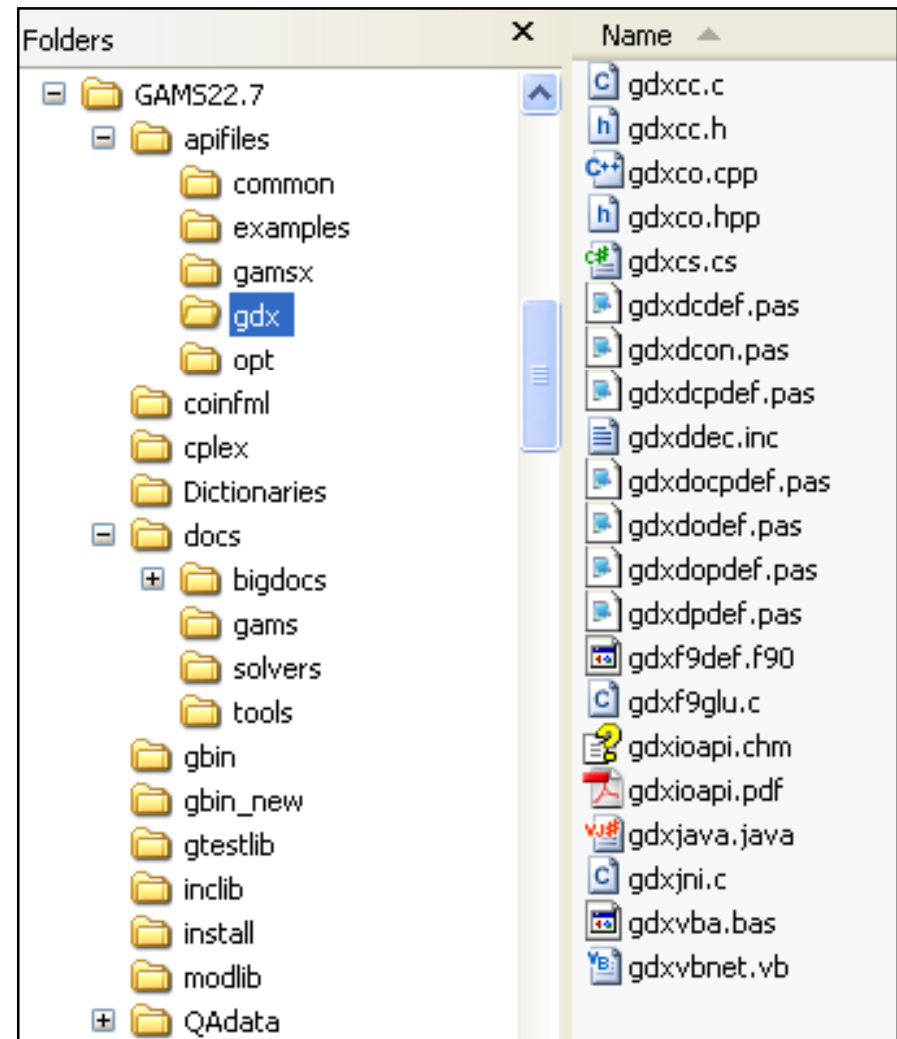 Folders
GAMS22.7
apifiles
common
examples
gamsx
gdx
opt
coinfml
cplex
Dictionaries
docs
bigdocs
gams
solvers
tools
gbin
gbin_new
gtestlib
inclib
install
modlib
QAdata
Name
gdxcc.c
gdxcc.h
gdxco.cpp
gdxco.hpp
gdxcs.cs
gdxdcdef.pas
gdxdcon.pas
gdxdcpdef.pas
gdxddec.inc
gdxdocpdef.pas
gdxdodef.pas
gdxdopdef.pas
gdxdpdef.pas
gdxf9def.f90
gdxf9glu.c
gdxioapi.chm
gdxioapi.pdf
gdxjava.java
gdxjni.c
gdxvba.bas
gdxvbnet.vb